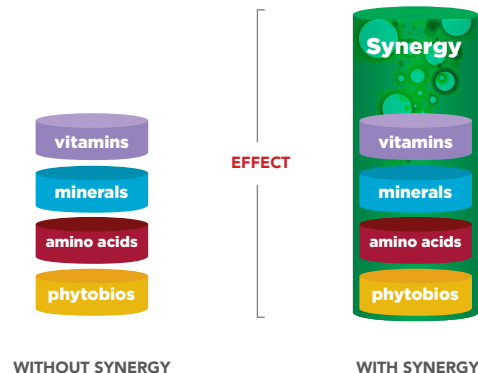 Synergy
vitamins
minerals
amino acids
phytobios
EFFECT
vitamins
minerals
amino acids
phytobios
WITHOUT SYNERGY
WITH SYNERGY